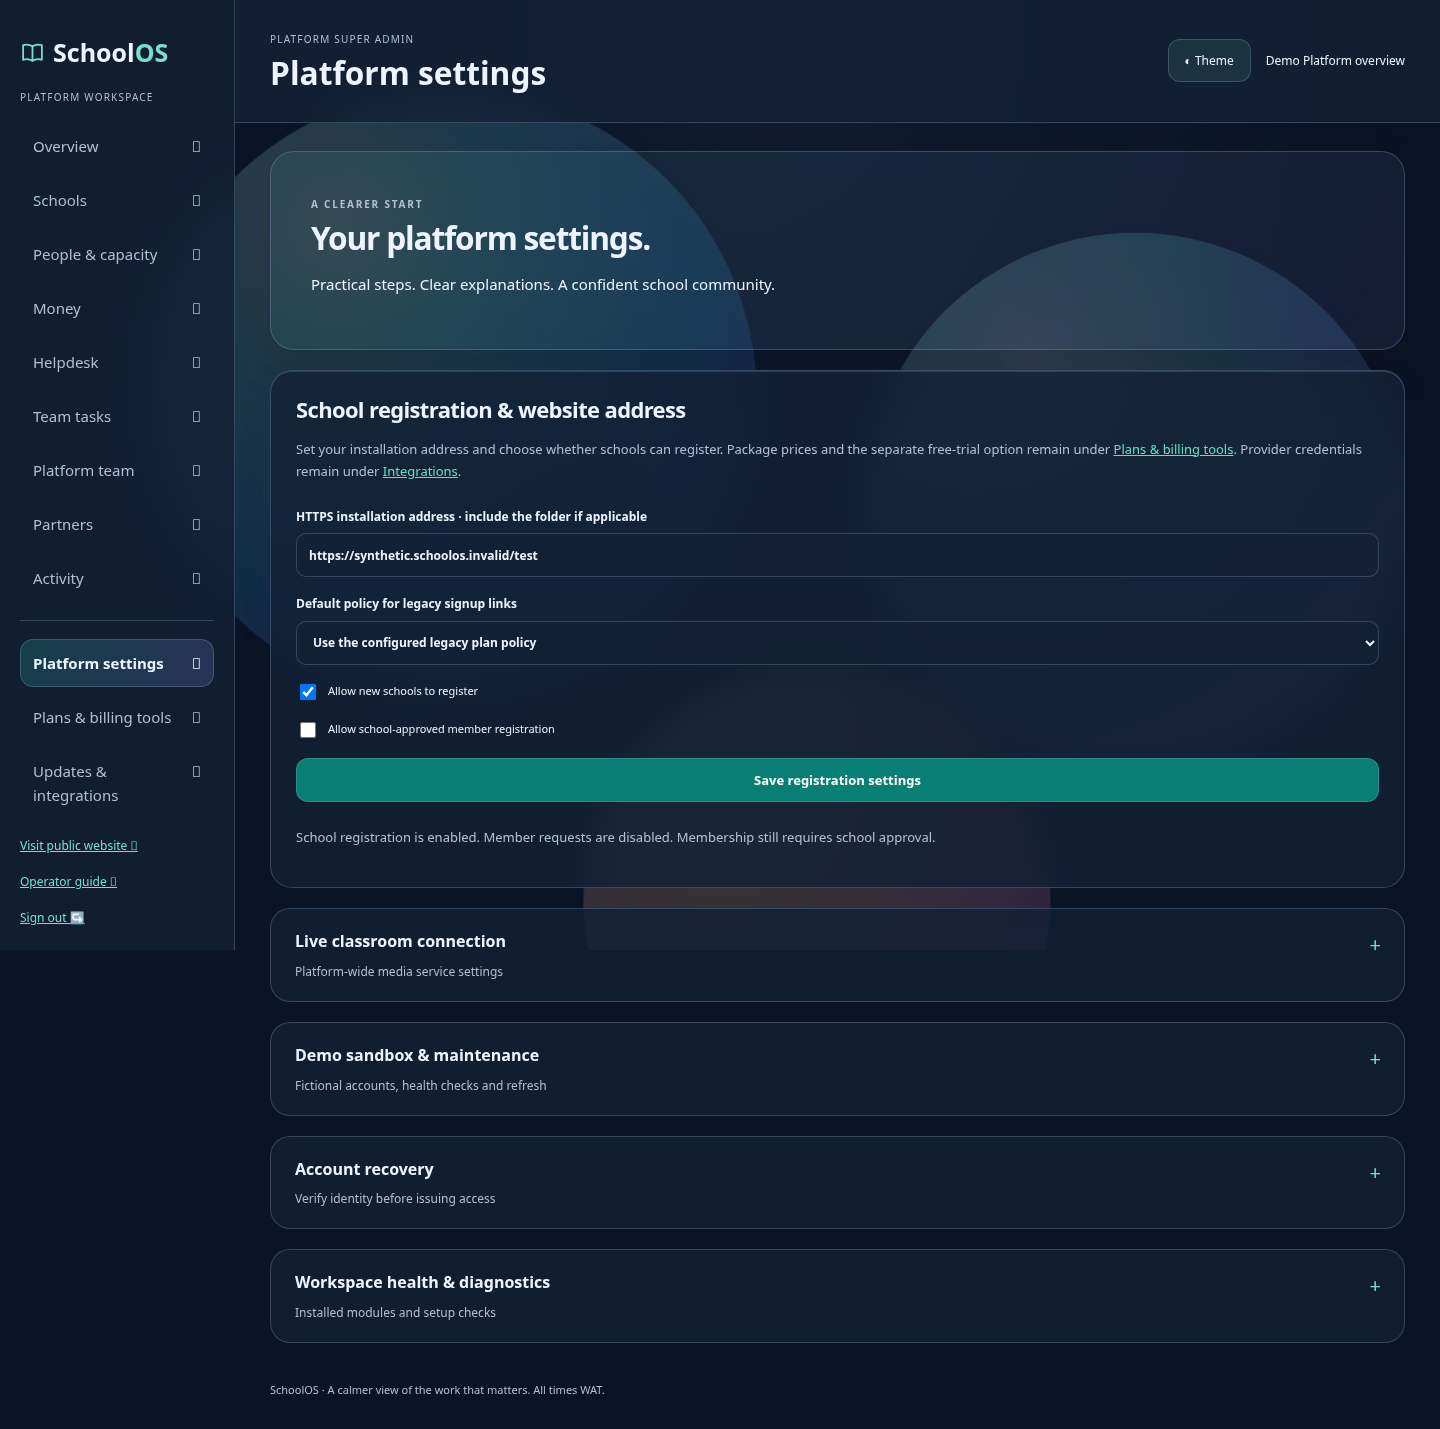 SchoolOS
PLATFORM WORKSPACE
Overview
Schools
People & capacity
Money
Helpdesk
Team tasks
Platform team
Partners
Activity
Platform settings
Plans & billing tools
Updates &
integrations
Visit public website
Operator guide
Sign out
PLATFORM SUPER ADMIN
Platform settings
Theme
Demo Platform overview
A CLEARER START
Your platform settings.
Practical steps. Clear explanations. A confident school community.
School registration & website address
Set your installation address and choose whether schools can register. Package prices and the separate free-trial option remain under Plans & billing tools. Provider credentials
remain under Integrations.
HTTPS installation address · include the folder if applicable
https://synthetic.schoolos.invalid/test
Default policy for legacy signup links
Use the configured legacy plan policy
Allow new schools to register
Allow school-approved member registration
Save registration settings
School registration is enabled. Member requests are disabled. Membership still requires school approval.
Live classroom connection
+
Platform-wide media service settings
Demo sandbox & maintenance
+
Fictional accounts, health checks and refresh
Account recovery
+
Verify identity before issuing access
Workspace health & diagnostics
+
Installed modules and setup checks
SchoolOS · A calmer view of the work that matters. All times WAT.